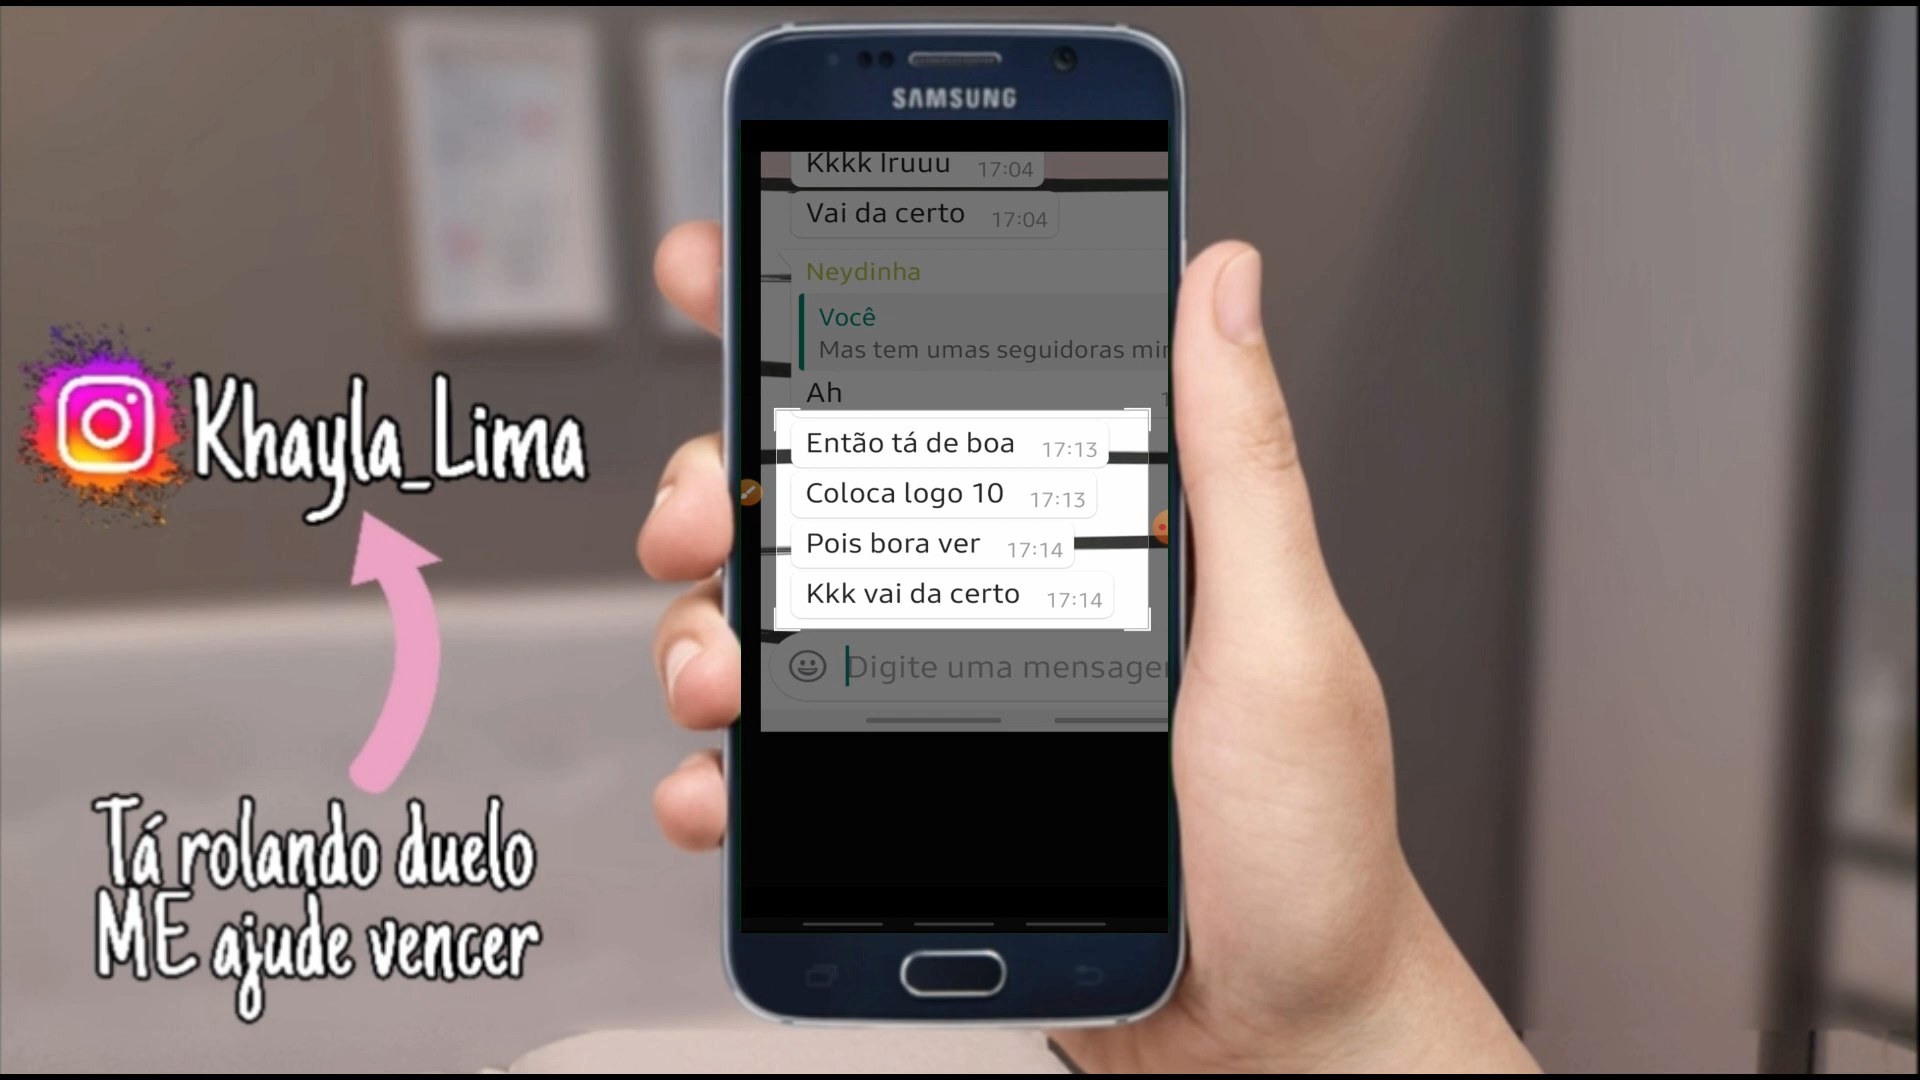 SAMSUNG
Kkkk Iruuu 17:04
Vai da certo 17:04
Neydinha
Você
Mas tem umas seguidoras
Ah
Então tá de boa 17:13
Coloca logo 10 17:13
Pois bora ver 17:14
Kkk vai da certo 17:14
Digite uma
Khayla_Lima
Tá rolando duelo
ME ajude vencer